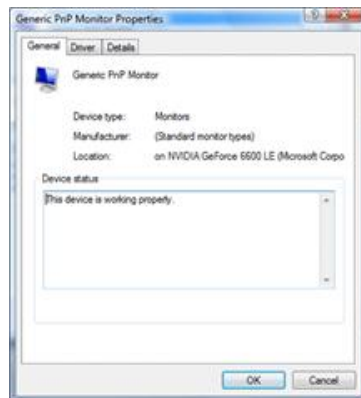 Generic PnP Monitor Properties
General Driver Details
Generic PnP Monitor
Device type: Monitors
Manufacturer: (Standard monitor types)
Location: on NVIDIA GeForce 6600 LE (Microsoft Corpo
Device status
This device is working properly.
OK Cancel